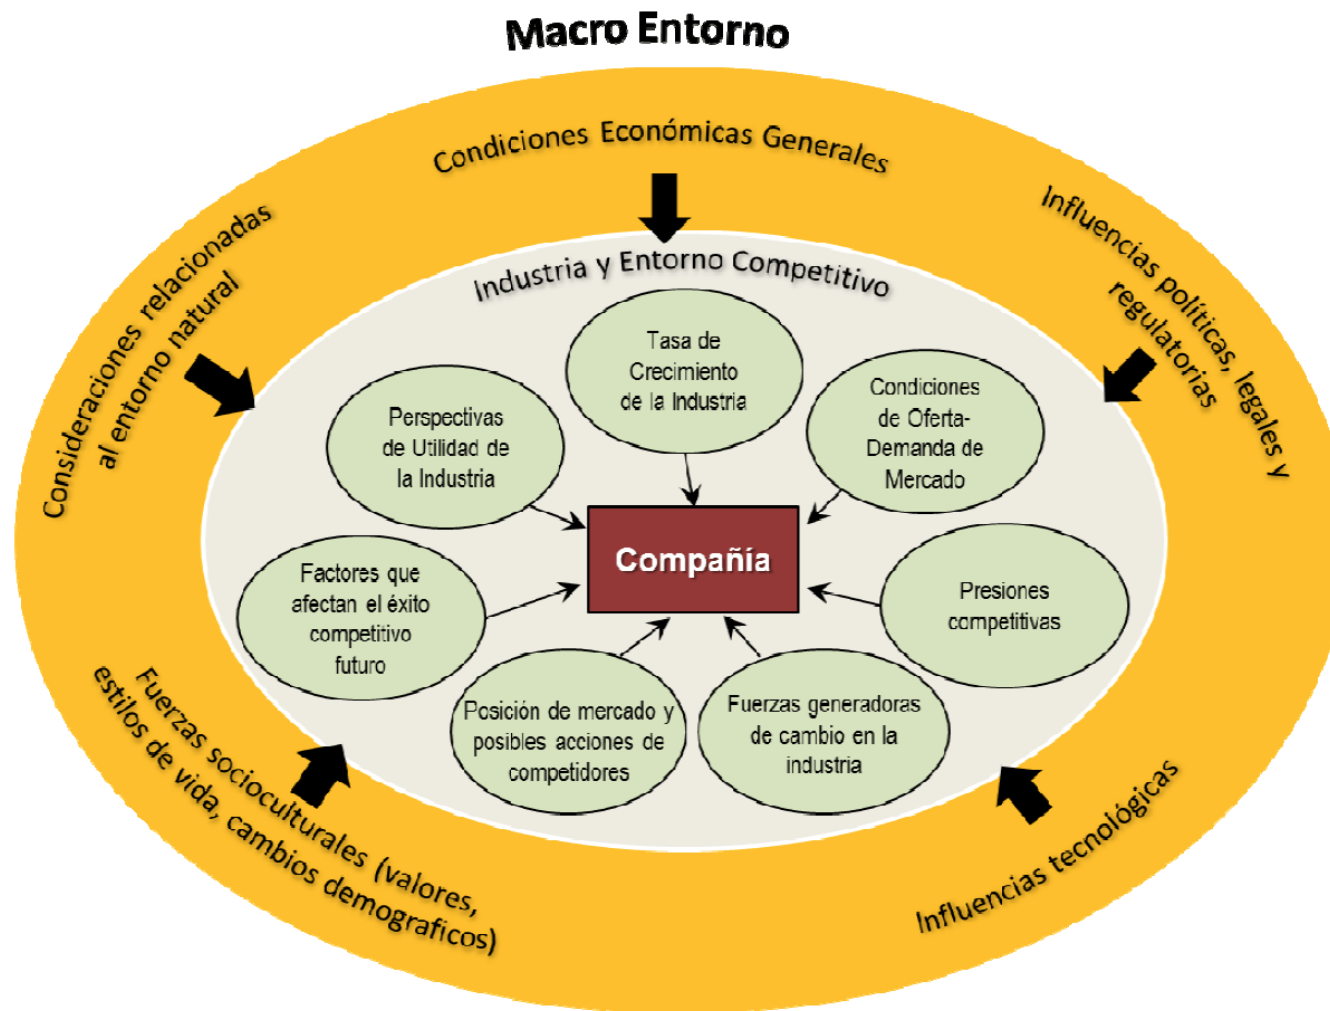 Macro Entorno
Condiciones Económicas Generales
Influencias políticas, legales y
regulatorias
Consideraciones relacionadas
al entorno natural
Industria y Entorno Competitivo
Tasa de
Crecimiento
de la Industria
Condiciones
de Oferta-
Demanda de
Mercado
Perspectivas
de Utilidad de
la Industria
Compañía
Factores que
afectan el éxito
competitivo
futuro
Presiones
competitivas
Posición de mercado y
posibles acciones de
competidores
Fuerzas generadoras
de cambio en la
industria
Fuerzas socioculturales (valores,
estilos de vida, cambios demograficos)
Influencias tecnológicas